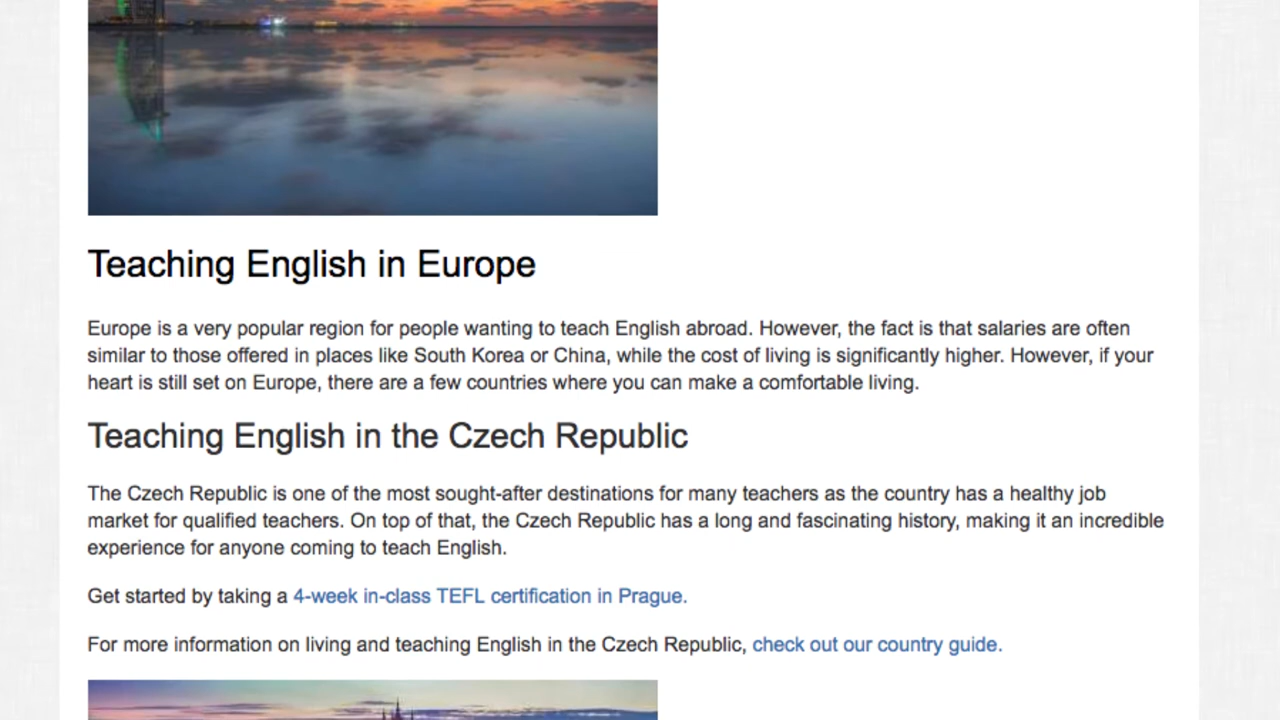 Teaching English in Europe
Europe is a very popular region for people wanting to teach English abroad. However, the fact is that salaries are often
similar to those offered in places like South Korea or China, while the cost of living is significantly higher. However, if your
heart is still set on Europe, there are a few countries where you can make a comfortable living.
Teaching English in the Czech Republic
The Czech Republic is one of the most sought-after destinations for many teachers as the country has a healthy job
market for qualified teachers. On top of that, the Czech Republic has a long and fascinating history, making it an incredible
experience for anyone coming to teach English.
Get started by taking a 4-week in-class TEFL certification in Prague.
For more information on living and teaching English in the Czech Republic, check out our country guide.